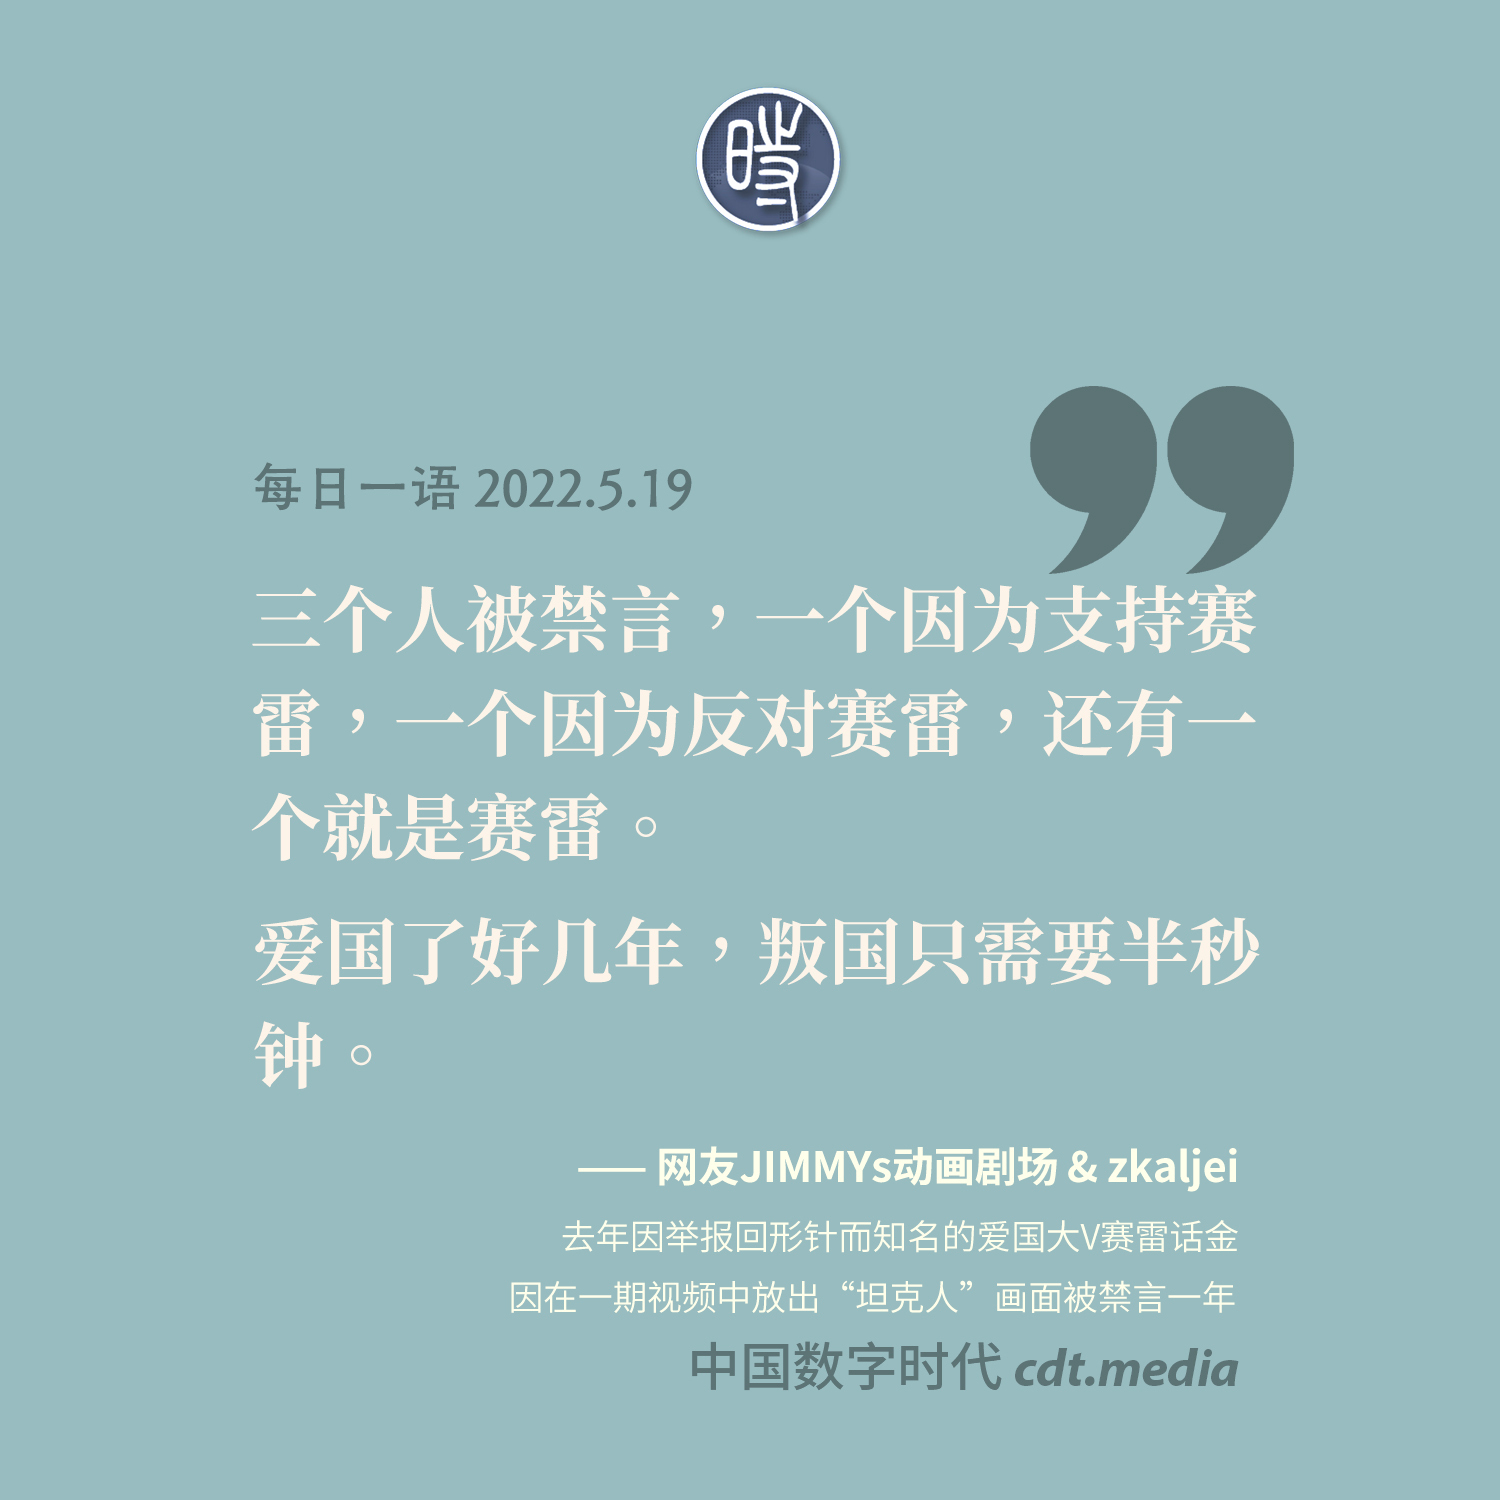 时
每日一语 2022.5.19
三个人被禁言，一个因为支持赛
雷，一个因为反对赛雷，还有一
个就是赛雷。
爱国了好几年，叛国只需要半秒
钟。
—— 网友JIMMYs动画剧场 & zkaljei
去年因举报回形针而知名的爱国大V赛雷话金
因在一期视频中放出“坦克人”画面被禁言一年
中国数字时代 cdt.media